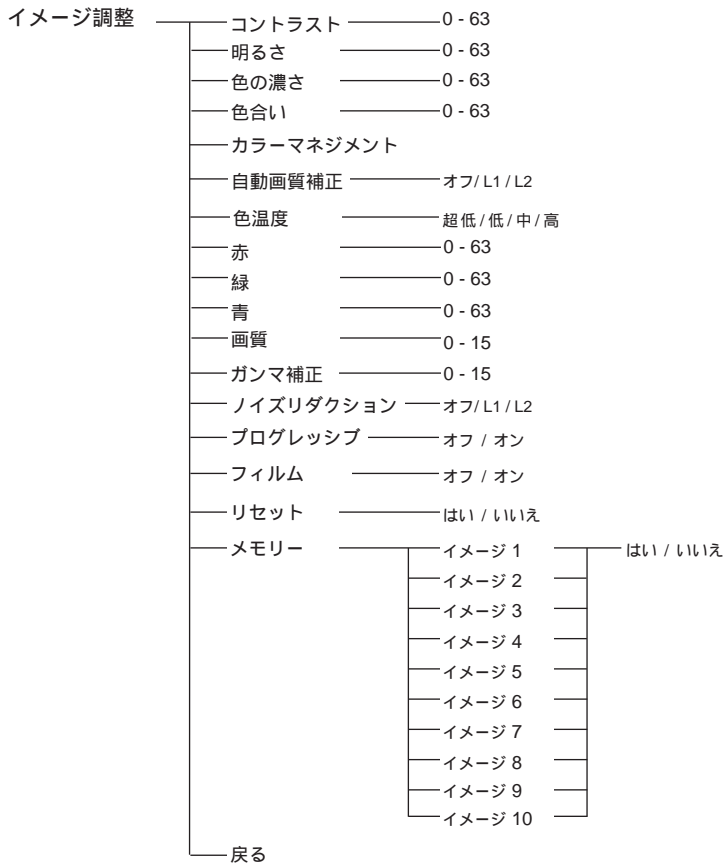 イメージ調整 コントラスト 0 - 63
明るさ 0 - 63
色の濃さ 0 - 63
色合い 0 - 63
カラーマネジメント
自動画質補正 オフ/ L1 / L2
色温度 超低 / 低 / 中 / 高
赤 0 - 63
緑 0 - 63
青 0 - 63
画質 0 - 15
ガンマ補正 0 - 15
ノイズリダクション オフ/ L1 / L2
プログレッシブ オフ / オン
フィルム オフ / オン
リセット はい / いいえ
メモリー イメージ 1 はい / いいえ
イメージ 2
イメージ 3
イメージ 4
イメージ 5
イメージ 6
イメージ 7
イメージ 8
イメージ 9
イメージ 10
戻る